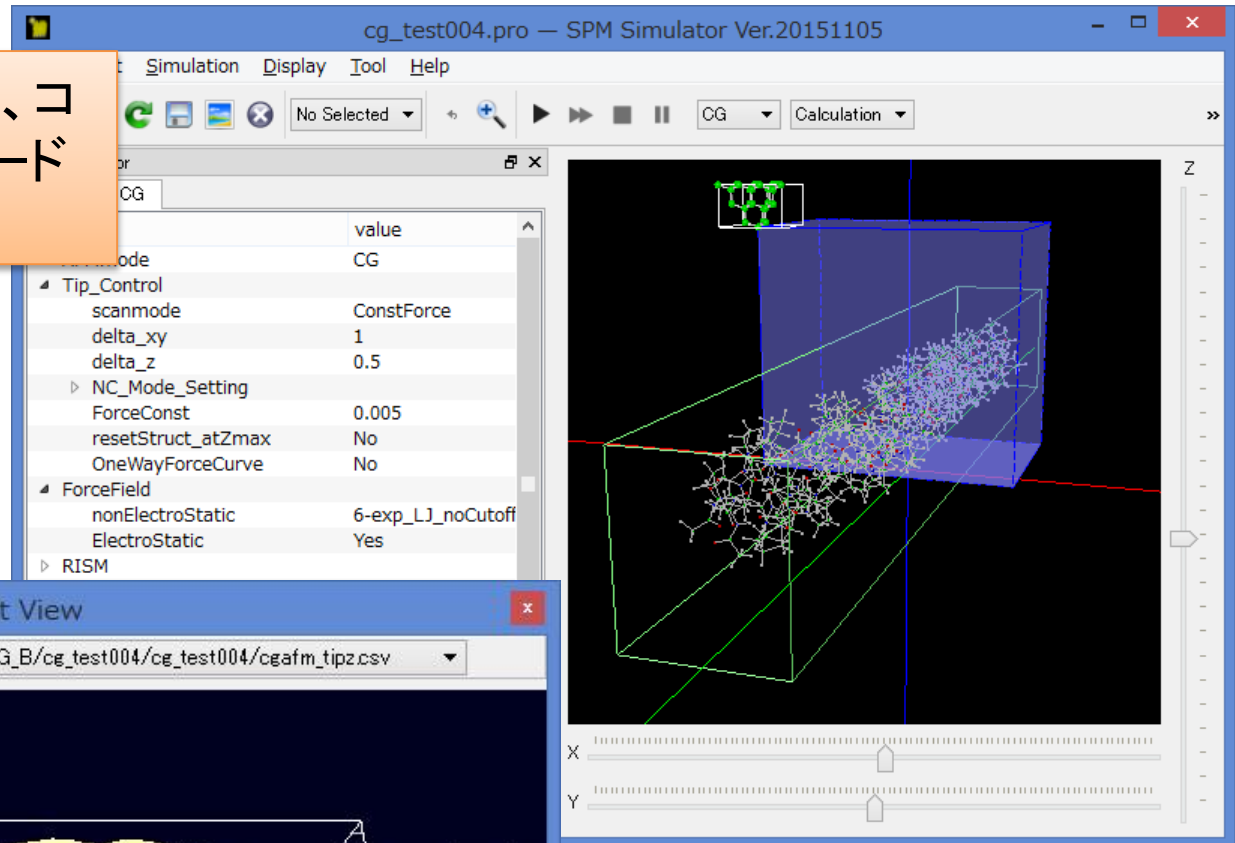 cg_test004.pro — SPM Simulator Ver.20151105
Simulation Display Tool Help
、コ
ード
No Selected CG Calculation »
CG
value
CG
Tip_Control
scanmode ConstForce
delta_xy 1
delta_z 0.5
NC_Mode_Setting
ForceConst 0.005
resetStruct_atZmax No
OneWayForceCurve No
ForceField
nonElectroStatic 6-exp_LJ_noCutoff
ElectroStatic Yes
RISM
Z
X
Y
t View
G_B/cg_test004/cg_test004/cgafm_tipz.csv